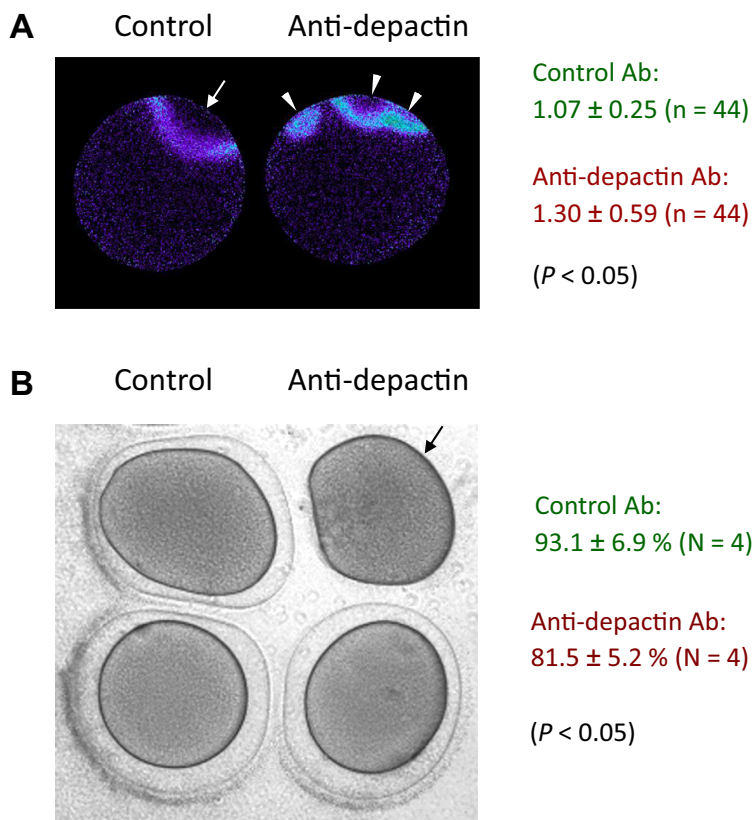 A
Control
Anti-depactin
Control Ab:
1.07 ± 0.25 (n = 44)
Anti-depactin Ab:
1.30 ± 0.59 (n = 44)
(P < 0.05)
B
Control
Anti-depactin
Control Ab:
93.1 ± 6.9 % (N = 4)
Anti-depactin Ab:
81.5 ± 5.2 % (N = 4)
(P < 0.05)